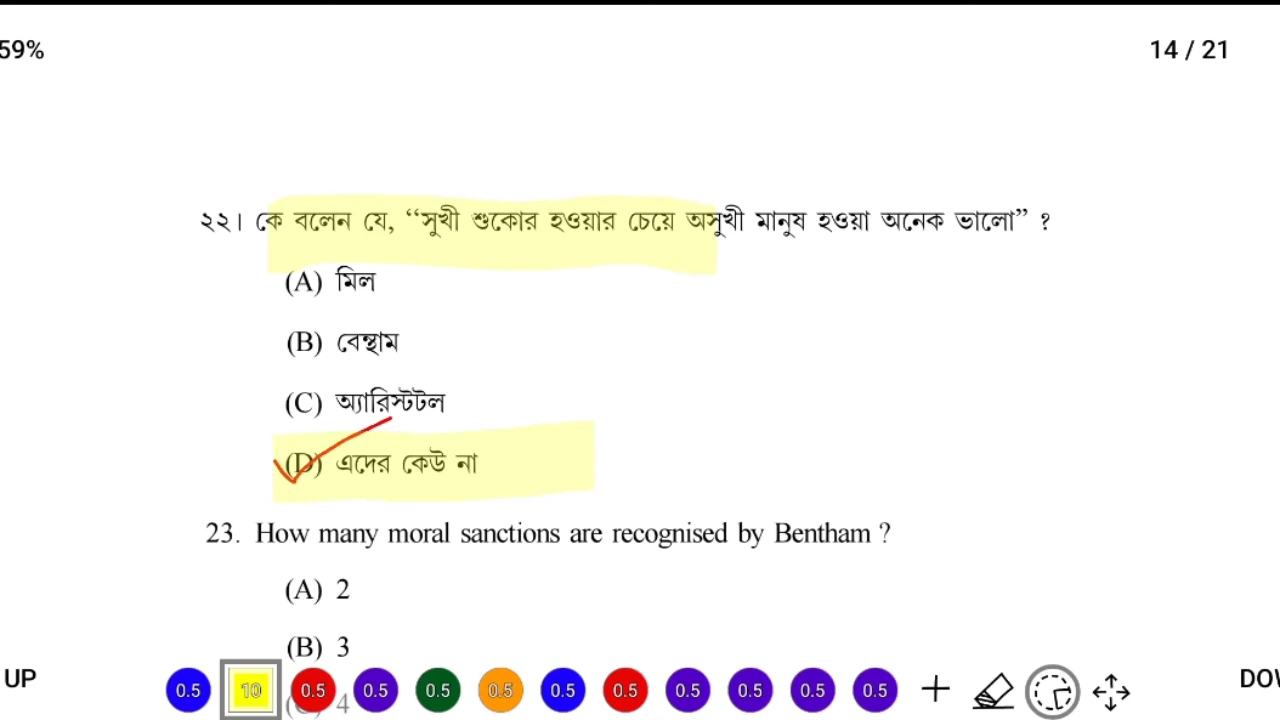 59%
14 / 21
২২। কে বলেন যে, “সুখী শুকোর হওয়ার চেয়ে অসুখী মানুষ হওয়া অনেক ভালো” ?
(A) মিল
(B) বেন্থাম
(C) অ্যারিস্টটল
(D) এদের কেউ না
23. How many moral sanctions are recognised by Bentham ?
(A) 2
(B) 3
(C) 4
UP
0.5 10 0.5 0.5 0.5 0.5 0.5 0.5 0.5 0.5 0.5 0.5